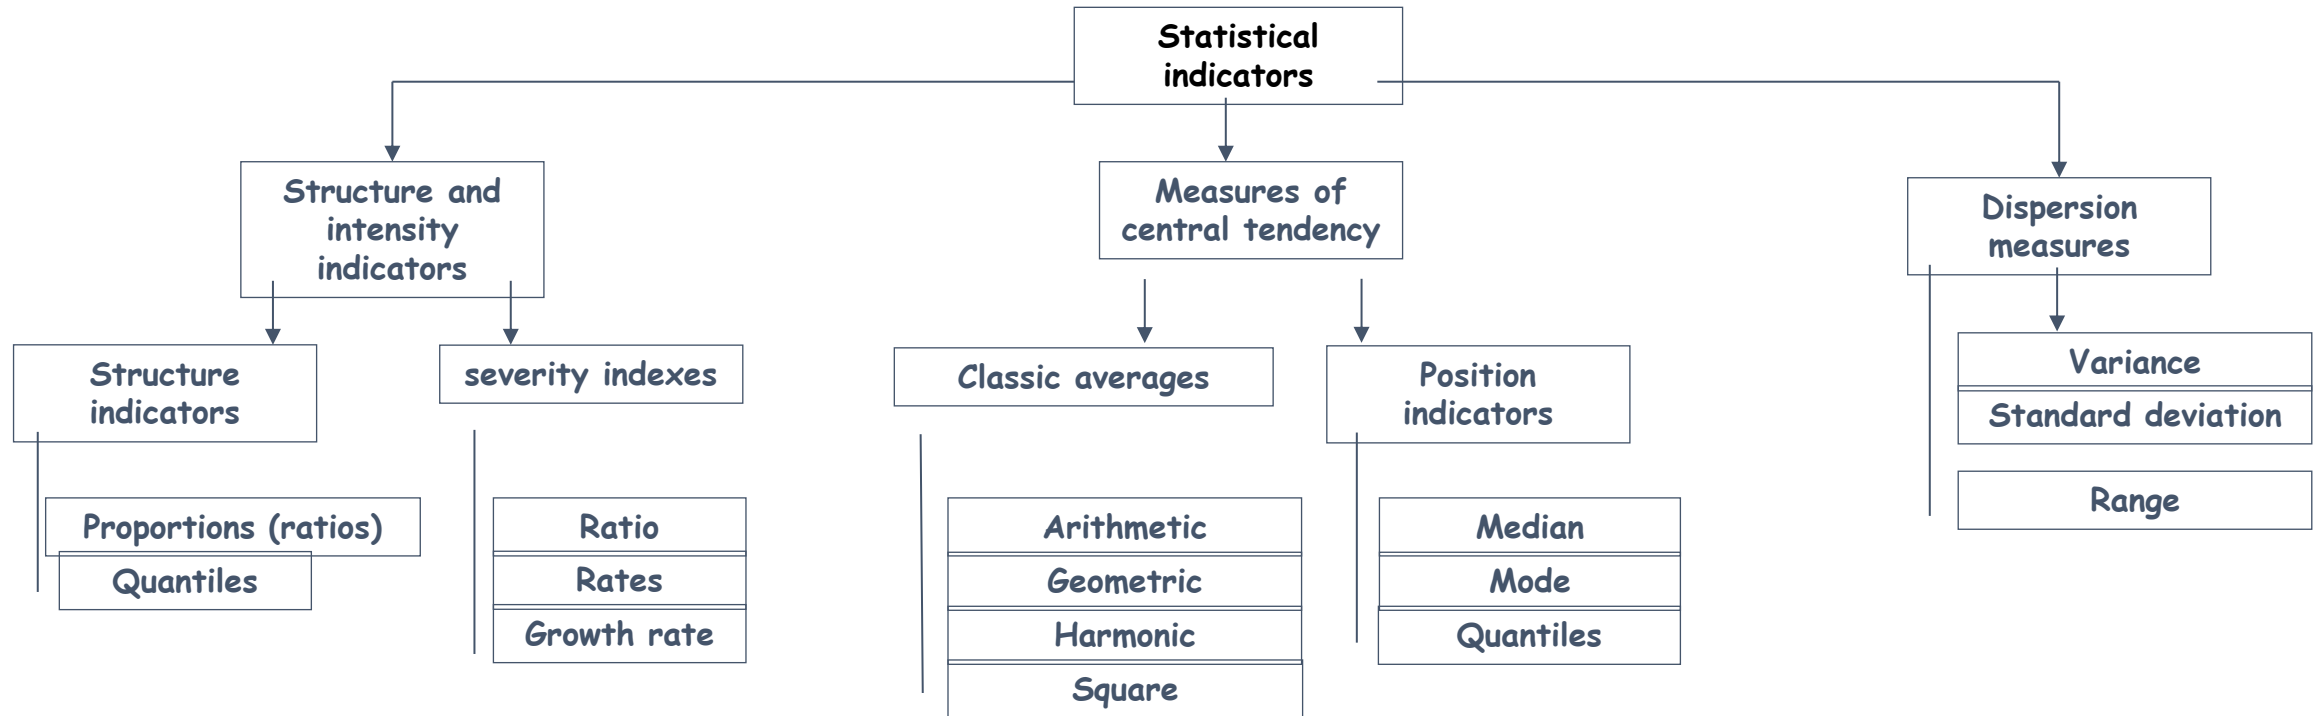 Statistical
indicators
Structure and
intensity
indicators
Measures of
central tendency
Dispersion
measures
Structure
indicators
severity indexes
Classic averages
Position
indicators
Variance
Standard deviation
Range
Proportions (ratios)
Quantiles
Ratio
Rates
Growth rate
Arithmetic
Geometric
Harmonic
Square
Median
Mode
Quantiles